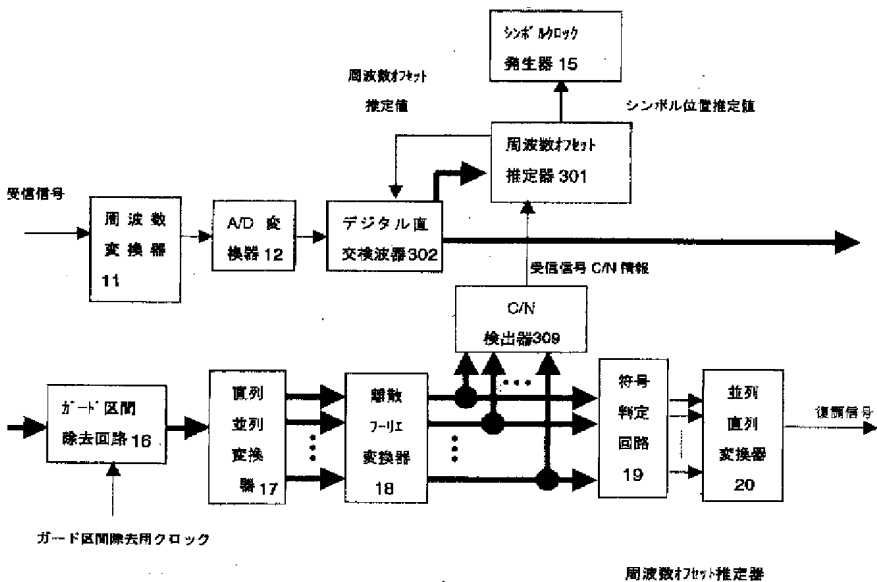 シンボルクロック
発生器 15
周波数オフセット
推定値
シンボル位置推定値
周波数オフセット
推定器 301
受信信号
周波数
変換器
11
A/D 変
換器 12
デジタル直
交検波器302
受信信号 C/N 情報
C/N
検出器309
ガード区間
除去回路 16
直列
並列
変換
器 17
離散
フーリエ
変換器
18
符号
判定
回路
19
並列
直列
変換器
20
復調信号
ガード区間除去用クロック
周波数オフセット推定器